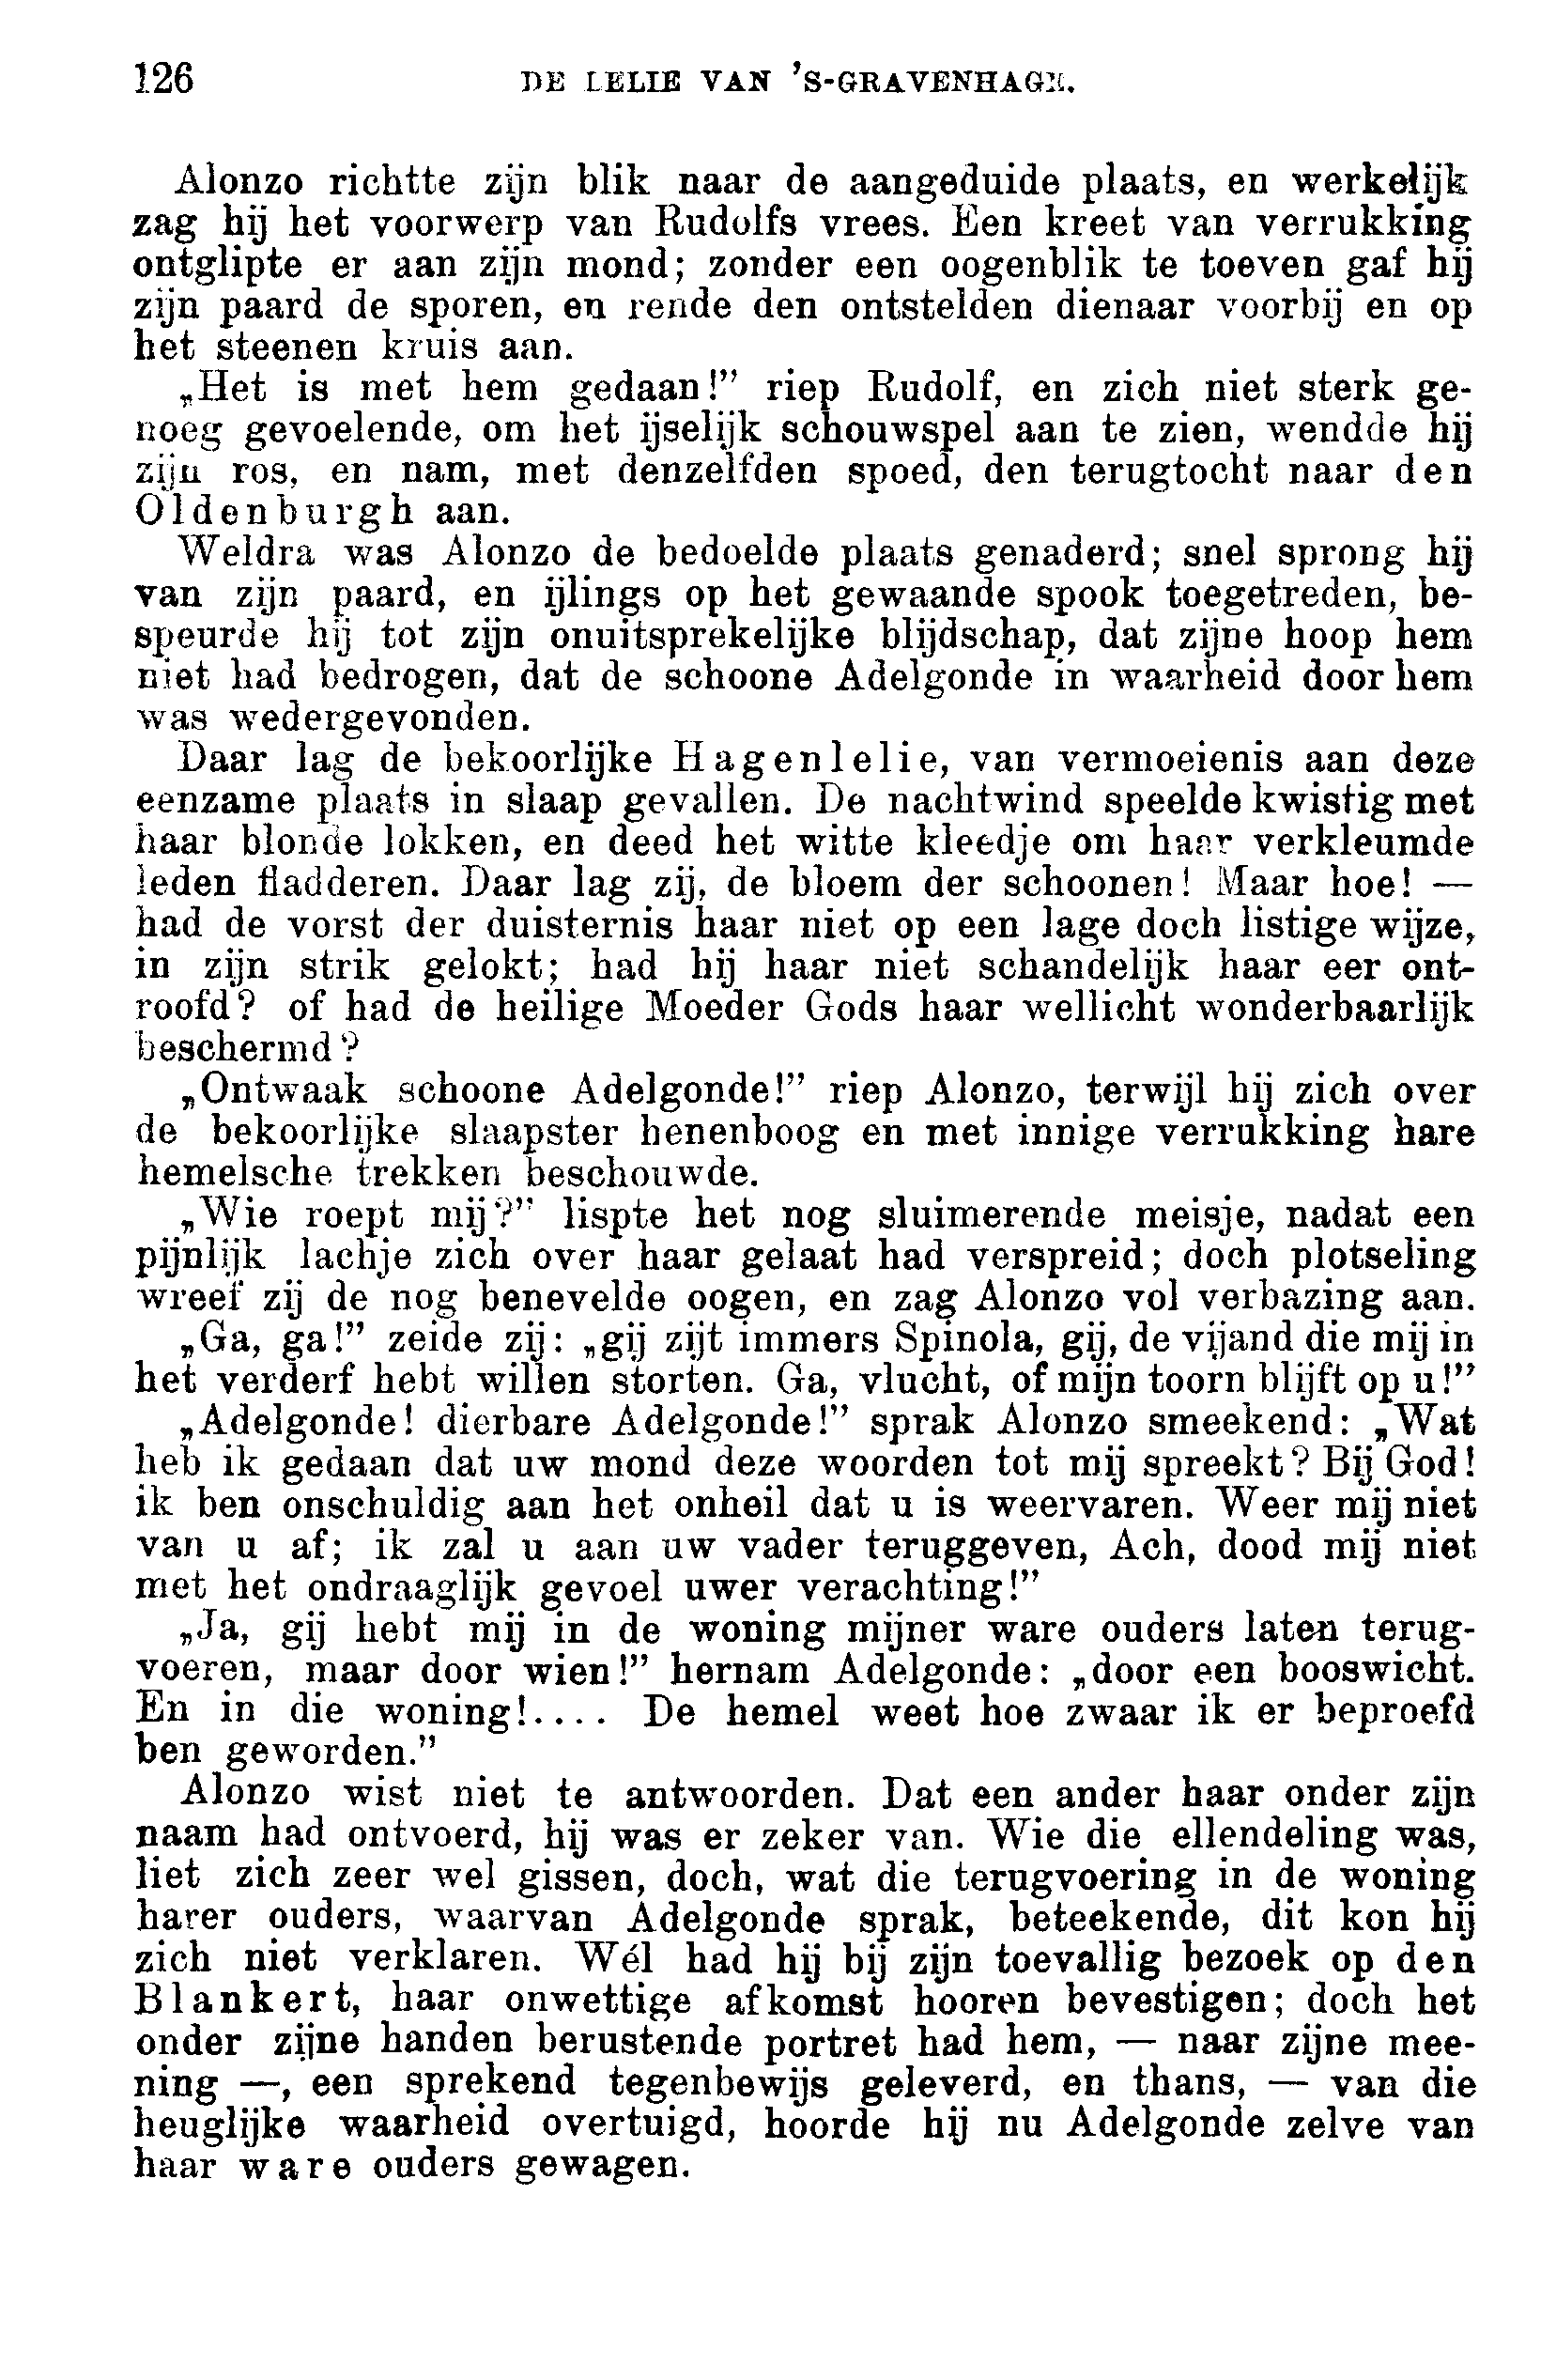 126 DE LELIE VAN 'S-GRAVENHAGE.
Alonzo richtte zijn blik naar de aangeduide plaats, en werkelijk
zag hij het voorwerp van Rudolfs vrees. Een kreet van verrukking
ontglipte er aan zijn mond; zonder een oogenblik te toeven gaf hij
zijn paard de sporen, en rende den ontstelden dienaar voorbij en op
het steenen kruis aan.
„Het is met hem gedaan!” riep Rudolf, en zich niet sterk ge-
noeg gevoelende, om het ijselijk schouwspel aan te zien, wendde hij
zijn ros, en nam, met denzelfden spoed, den terugtocht naar den
Oldenburgh aan.
Weldra was Alonzo de bedoelde plaats genaderd; snel sprong hij
van zijn paard, en ijlings op het gewaande spook toegetreden, be-
speurde hij tot zijn onuitsprekelijke blijdschap, dat zijne hoop hem
niet had bedrogen, dat de schoone Adelgonde in waarheid door hem
was wedergevonden.
Daar lag de bekoorlijke Hagenlelie, van vermoeienis aan deze
eenzame plaats in slaap gevallen. De nachtwind speelde kwistig met
haar blonde lokken, en deed het witte kleedje om haar verkleumde
leden fladderen. Daar lag zij, de bloem der schoonen! Maar hoe! —
had de vorst der duisternis haar niet op een lage doch listige wijze,
in zijn strik gelokt; had hij haar niet schandelijk haar eer ont-
roofd? of had de heilige Moeder Gods haar wellicht wonderbaarlijk
beschermd?
„Ontwaak schoone Adelgonde!” riep Alonzo, terwijl hij zich over
de bekoorlijke slaapster henenboog en met innige verrukking hare
hemelsche trekken beschouwde.
„Wie roept mij?” lispte het nog sluimerende meisje, nadat een
pijnlijk lachje zich over haar gelaat had verspreid; doch plotseling
wreef zij de nog benevelde oogen, en zag Alonzo vol verbazing aan.
„Ga, ga!” zeide zij: „gij zijt immers Spinola, gij, de vijand die mij in
het verderf hebt willen storten. Ga, vlucht, of mijn toorn blijft op u!”
„Adelgonde! dierbare Adelgonde!” sprak Alonzo smeekend: „Wat
heb ik gedaan dat uw mond deze woorden tot mij spreekt? Bij God!
ik ben onschuldig aan het onheil dat u is weervaren. Weer mij niet
van u af; ik zal u aan uw vader teruggeven, Ach, dood mij niet
met het ondraaglijk gevoel uwer verachting!”
„Ja, gij hebt mij in de woning mijner ware ouders laten terug-
voeren, maar door wien!” hernam Adelgonde: „door een booswicht.
En in die woning!.... De hemel weet hoe zwaar ik er beproefd
ben geworden.”
Alonzo wist niet te antwoorden. Dat een ander haar onder zijn
naam had ontvoerd, hij was er zeker van. Wie die ellendeling was,
liet zich zeer wel gissen, doch, wat die terugvoering in de woning
harer ouders, waarvan Adelgonde sprak, beteekende, dit kon hij
zich niet verklaren. Wél had hij bij zijn toevallig bezoek op den
Blankert, haar onwettige afkomst hooren bevestigen; doch het
onder zijne handen berustende portret had hem, — naar zijne mee-
ning —, een sprekend tegenbewijs geleverd, en thans, — van die
heuglijke waarheid overtuigd, hoorde hij nu Adelgonde zelve van
haar ware ouders gewagen.